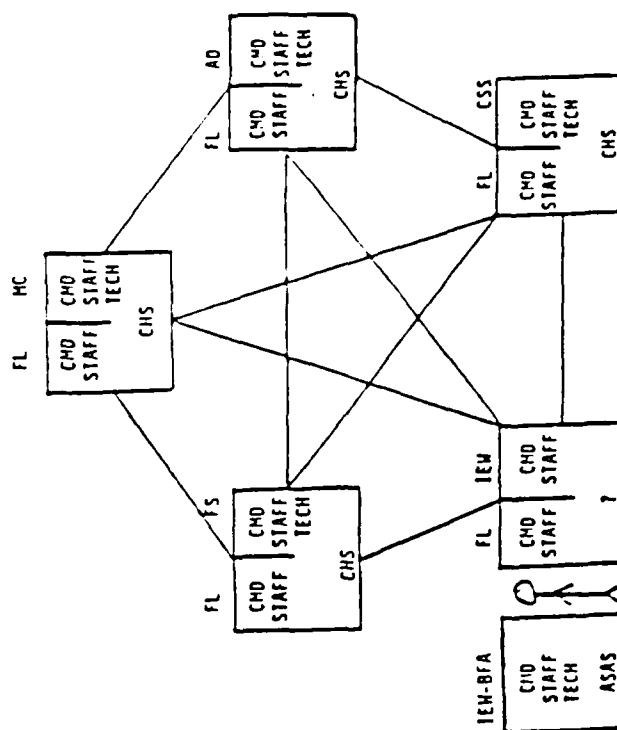 FL MC
CMD CMD
STAFF STAFF
TECH
CHS
FL AD
CMD CMD
STAFF STAFF
TECH
CHS
FL FS
CMD CMD
STAFF STAFF
TECH
CHS
FL CSS
CMD CMD
STAFF STAFF
TECH
CHS
FL IEW
CMD CMD
STAFF STAFF
?
IEW-BFA
CMD
STAFF
TECH
ASAS